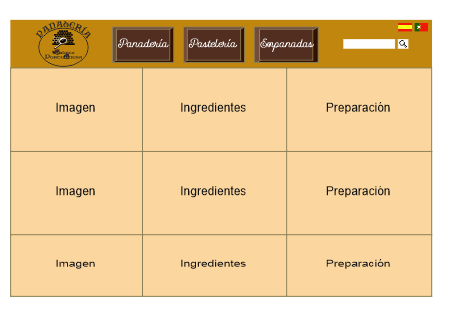 PANADERÍA
Panadería Pastelería Empanadas
Imagen Ingredientes Preparación
Imagen Ingredientes Preparación
Imagen Ingredientes Preparación